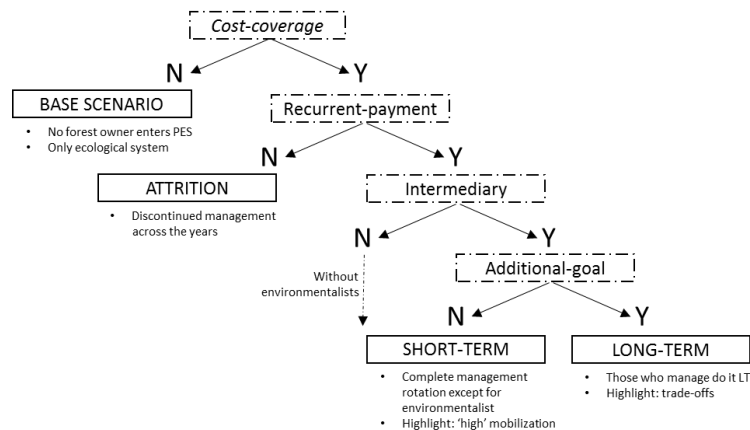 Cost-coverage
N
Y
BASE SCENARIO
• No forest owner enters PES
• Only ecological system
Recurrent-payment
N
Y
ATTRITION
• Discontinued management
across the years
Intermediary
N
Y
Without
environmentalists
Additional-goal
N
Y
SHORT-TERM
• Complete management
rotation except for
environmentalist
• Highlight: ‘high’ mobilization
LONG-TERM
• Those who manage do it LT
• Highlight: trade-offs